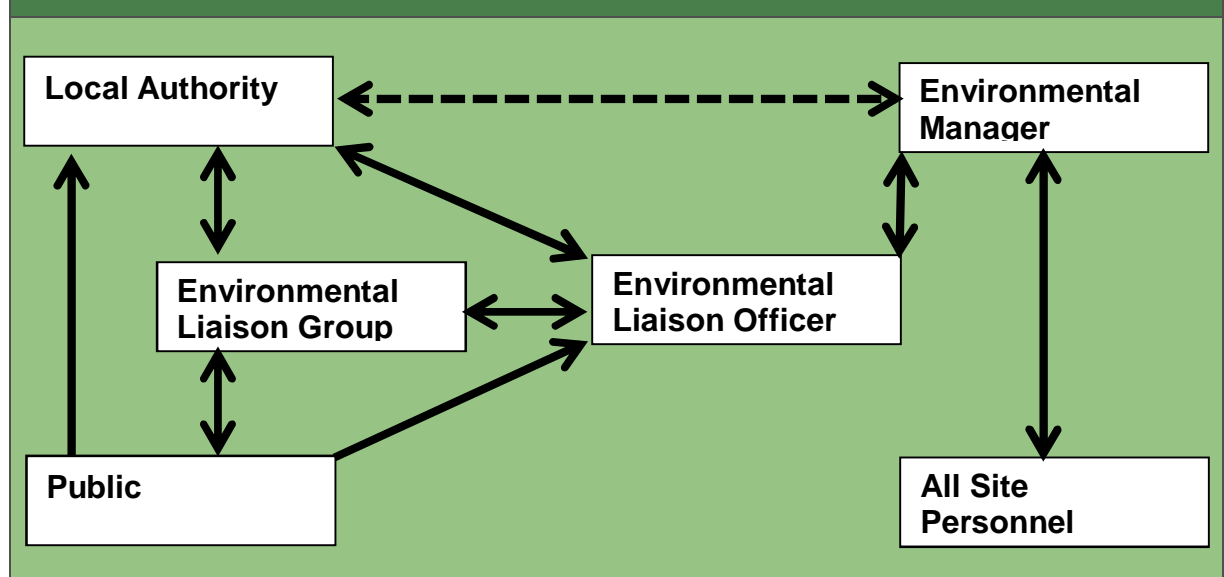 Local Authority
Environmental
Manager
Environmental
Liaison Group
Environmental
Liaison Officer
Public
All Site
Personnel